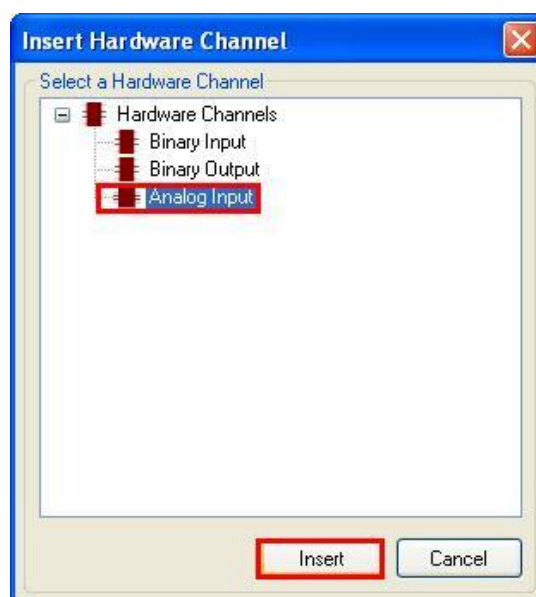 Insert Hardware Channel
Select a Hardware Channel
Hardware Channels
Binary Input
Binary Output
Analog Input
Insert Cancel